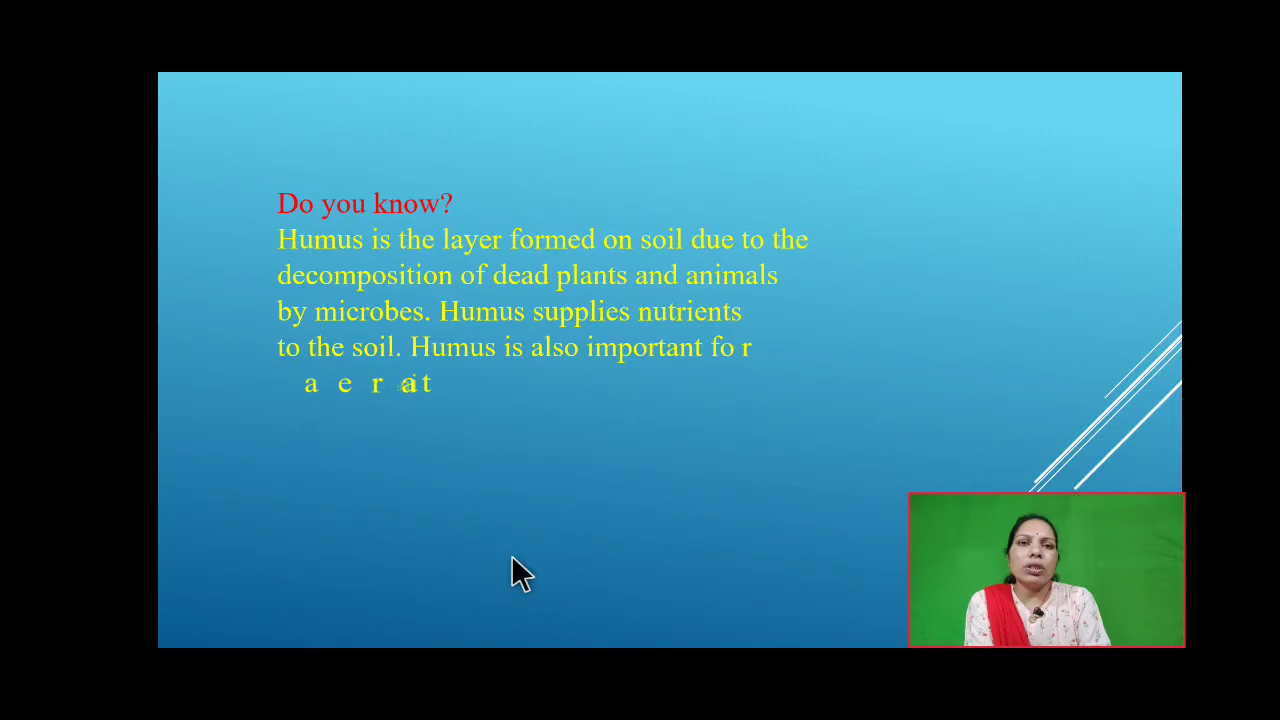 Do you know?
Humus is the layer formed on soil due to the
decomposition of dead plants and animals
by microbes. Humus supplies nutrients
to the soil. Humus is also important fo r
a e r a i t